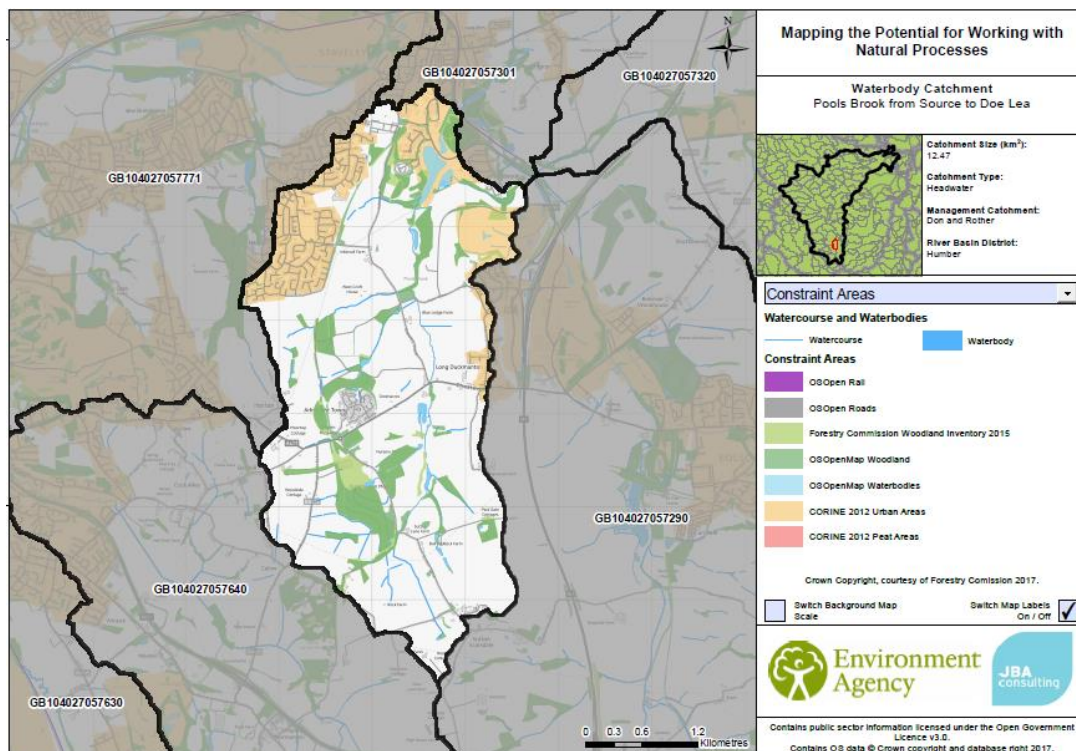 Mapping the Potential for Working with
Natural Processes
Waterbody Catchment
Pools Brook from Source to Doe Lea
Catchment Size (km²):
12.47
Catchment Type:
Headwater
Management Catchment:
Don and Rother
River Basin District:
Humber
Constraint Areas
Watercourse and Waterbodies
Watercourse
Waterbody
Constraint Areas
OSOpen Rail
OSOpen Roads
Forestry Commission Woodland Inventory 2015
OSOpenMap Woodland
OSOpenMap Waterbodies
CORINE 2012 Urban Areas
CORINE 2012 Peat Areas
Crown Copyright, courtesy of Forestry Comission 2017.
Switch Background Map
Scale
Switch Map Labels
On / Off
Environment
Agency
JBA
consulting
Contains public sector information licensed under the Open Government
Licence v3.0.
Contains OS data © Crown copyright and database right 2017.
N
GB104027057301
GB104027057320
GB104027057771
GB104027057290
GB104027057640
GB104027057630
STAVELEY
Long Duckmanton
0 0.3 0.6 1.2
Kilometres